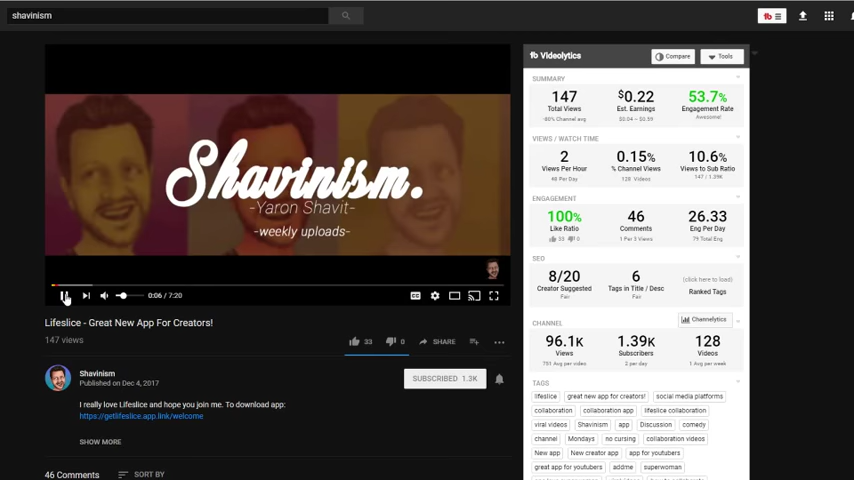 shavinism
Shavinism.
-Yaron Shavit-
-weekly uploads-
0:06 / 7:20
Lifeslice - Great New App For Creators!
147 views
33
0
SHARE
Shavinism
Published on Dec 4, 2017
SUBSCRIBED 1.3K
I really love Lifeslice and hope you join me. To download app:
https://getlifeslice.app.link/welcome
SHOW MORE
46 Comments
SORT BY
Videolytics
Compare
Tools
SUMMARY
147
$0.22
53.7%
Total Views
Est. Earnings
Engagement Rate
-80% Channel avg
$0.04 - $0.59
Awesome!
VIEWS / WATCH TIME
2
0.15%
10.6%
Views Per Hour
% Channel Views
Views to Sub Ratio
48 Per Day
128 Videos
147 / 1.39K
ENGAGEMENT
100%
46
26.33
Like Ratio
Comments
Eng Per Day
33 0
1 Per 3 Views
79 Total Eng
SEO
8/20
6
(click here to load)
Creator Suggested
Tags in Title / Desc
Ranked Tags
Fair
Fair
CHANNEL
Channelytics
96.1K
1.39K
128
Views
Subscribers
Videos
751 Avg per video
2 per day
1 Avg per week
TAGS
lifeslice
great new app for creators!
social media platforms
collaboration
collaboration app
lifeslice collaboration
viral videos
Shavinism
app
Discussion
comedy
channel
Mondays
no cursing
collaboration videos
New app
New creator app
app for youtubers
great app for youtubers
addme
superwoman